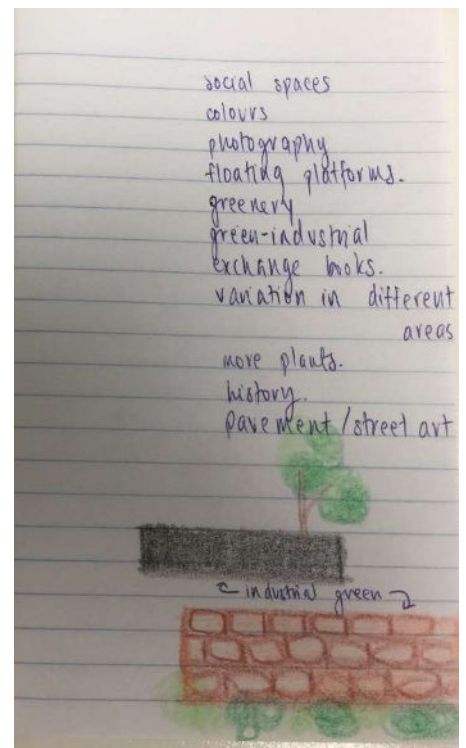 social spaces
colours
photography
floating platforms.
greenery
green-industrial
exchange books.
variation in different
areas
more plants.
history.
pavement / street art
industrial green